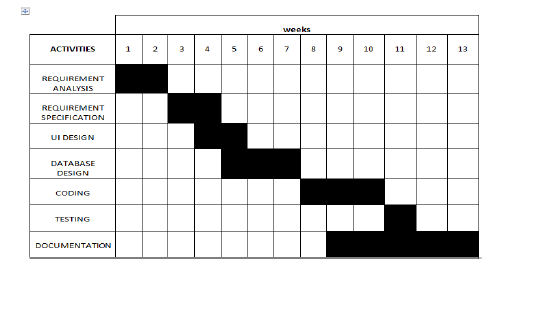 weeks
ACTIVITIES 1 2 3 4 5 6 7 8 9 10 11 12 13
REQUIREMENT
ANALYSIS
REQUIREMENT
SPECIFICATION
UI DESIGN
DATABASE
DESIGN
CODING
TESTING
DOCUMENTATION